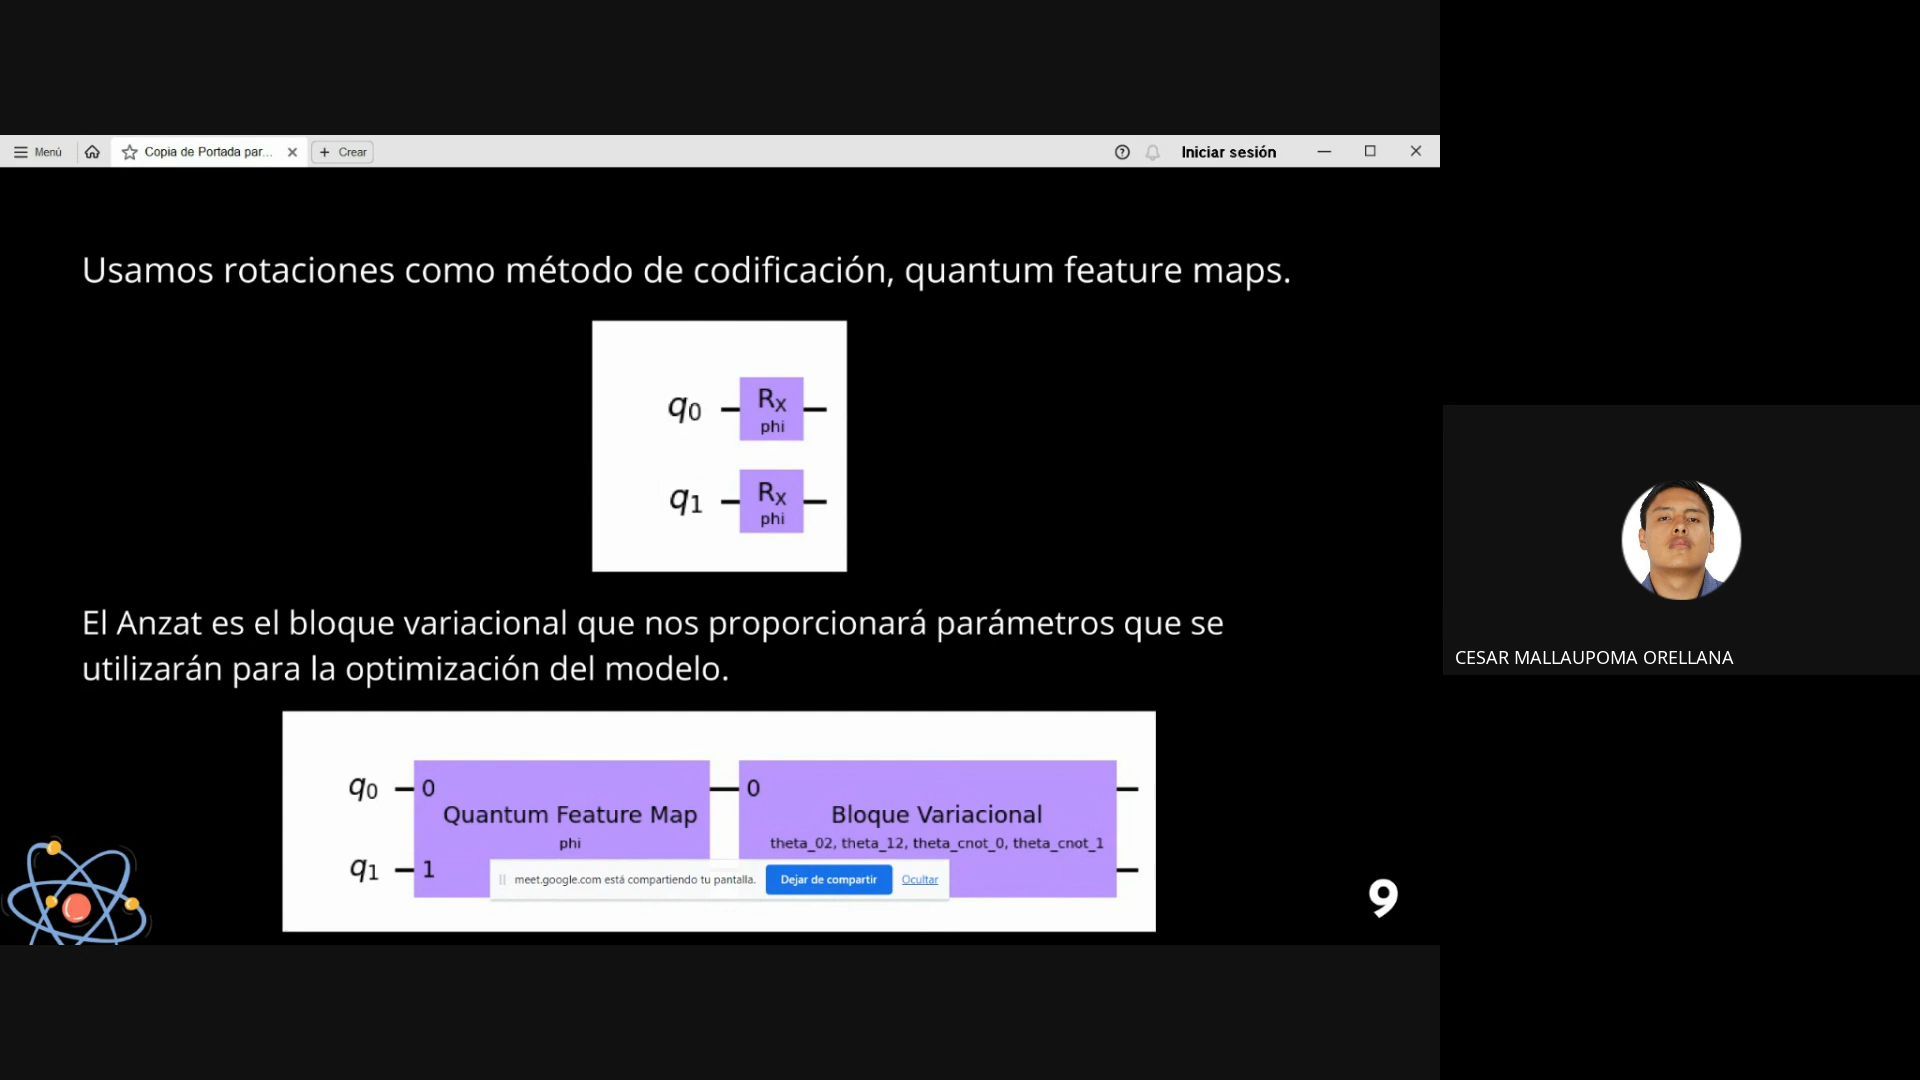 Menú
Copia de Portada par...
Crear
Iniciar sesión
Usamos rotaciones como método de codificación, quantum feature maps.
q0 Rx
phi
q1 Rx
phi
El Anzat es el bloque variacional que nos proporcionará parámetros que se
utilizarán para la optimización del modelo.
q0 0 0
Quantum Feature Map Bloque Variacional
phi theta_02, theta_12, theta_cnot_0, theta_cnot_1
q1 1
meet.google.com está compartiendo tu pantalla. Dejar de compartir Ocultar
9
CESAR MALLAUPOMA ORELLANA